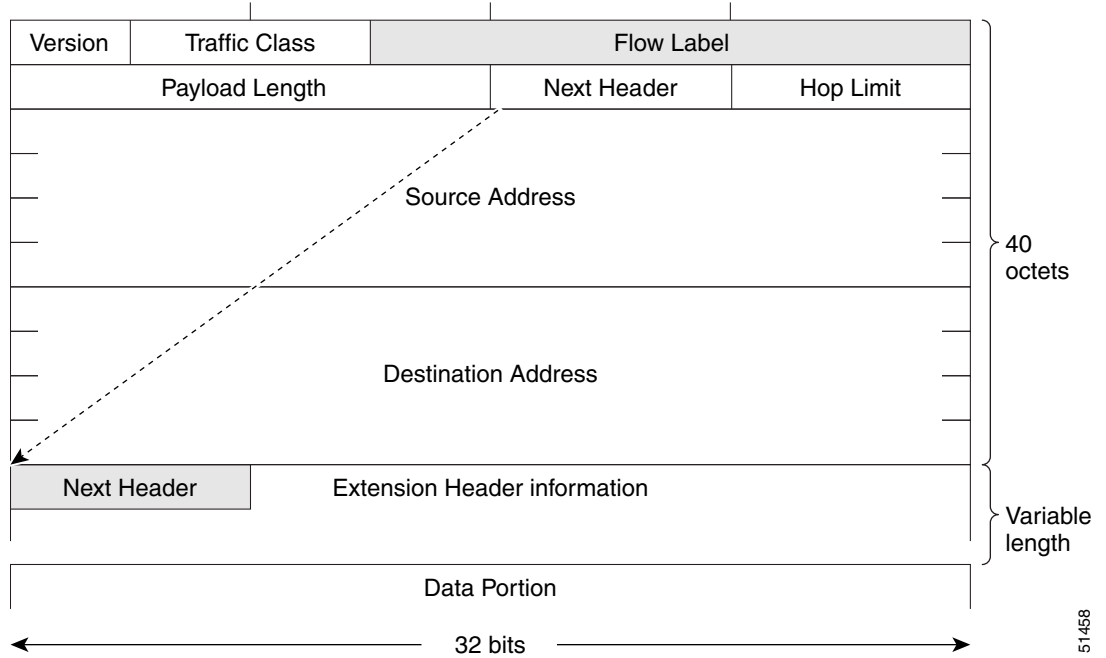 Version Traffic Class Flow Label
Payload Length Next Header Hop Limit
Source Address
40
octets
Destination Address
Next Header Extension Header information
Variable
length
Data Portion
32 bits
51458